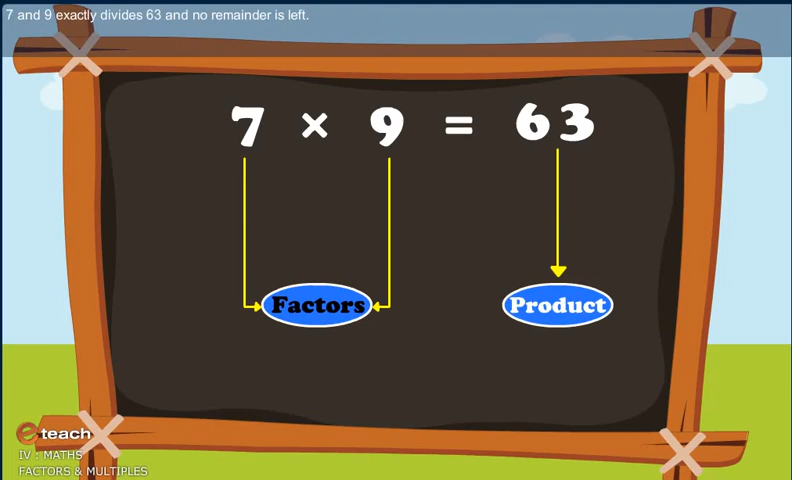 7 and 9 exactly divides 63 and no remainder is left.
7 × 9 = 63
Factors Product
eteach
IV : MATHS
FACTORS & MULTIPLES